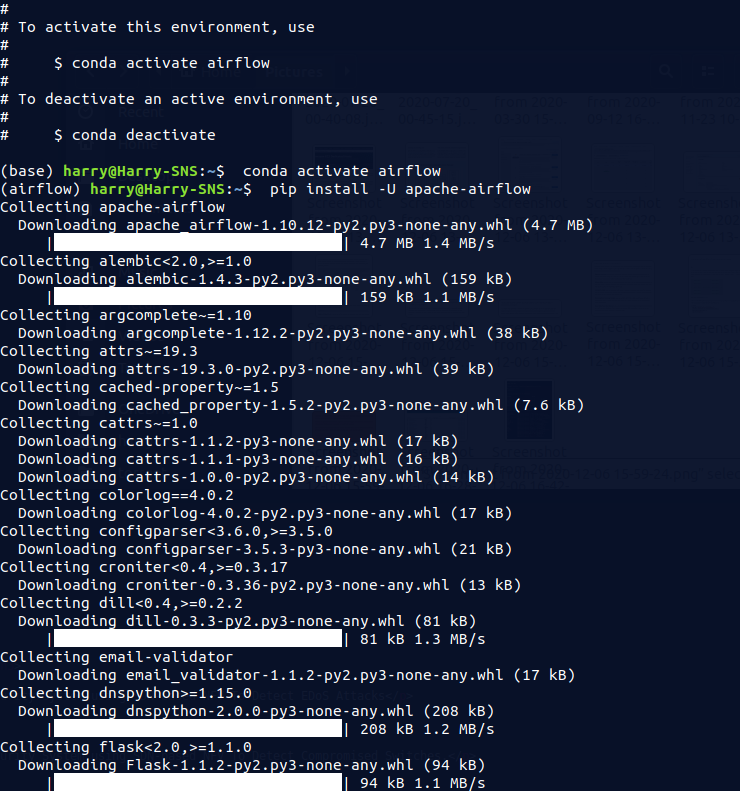 #
# To activate this environment, use
#
#     $ conda activate airflow
#
# To deactivate an active environment, use
#
#     $ conda deactivate
(base) harry@Harry-SNS:~$  conda activate airflow
(airflow) harry@Harry-SNS:~$  pip install -U apache-airflow
Collecting apache-airflow
  Downloading apache_airflow-1.10.12-py2.py3-none-any.whl (4.7 MB)
     |                                | 4.7 MB 1.4 MB/s
Collecting alembic<2.0,>=1.0
  Downloading alembic-1.4.3-py2.py3-none-any.whl (159 kB)
     |                                | 159 kB 1.1 MB/s
Collecting argcomplete~=1.10
  Downloading argcomplete-1.12.2-py2.py3-none-any.whl (38 kB)
Collecting attrs~=19.3
  Downloading attrs-19.3.0-py2.py3-none-any.whl (39 kB)
Collecting cached-property~=1.5
  Downloading cached_property-1.5.2-py2.py3-none-any.whl (7.6 kB)
Collecting cattrs~=1.0
  Downloading cattrs-1.1.2-py3-none-any.whl (17 kB)
  Downloading cattrs-1.1.1-py3-none-any.whl (16 kB)
  Downloading cattrs-1.0.0-py2.py3-none-any.whl (14 kB)
Collecting colorlog==4.0.2
  Downloading colorlog-4.0.2-py2.py3-none-any.whl (17 kB)
Collecting configparser<3.6.0,>=3.5.0
  Downloading configparser-3.5.3-py3-none-any.whl (21 kB)
Collecting croniter<0.4,>=0.3.17
  Downloading croniter-0.3.36-py2.py3-none-any.whl (13 kB)
Collecting dill<0.4,>=0.2.2
  Downloading dill-0.3.3-py2.py3-none-any.whl (81 kB)
     |                                | 81 kB 1.3 MB/s
Collecting email-validator
  Downloading email_validator-1.1.2-py2.py3-none-any.whl (17 kB)
Collecting dnspython>=1.15.0
  Downloading dnspython-2.0.0-py3-none-any.whl (208 kB)
     |                                | 208 kB 1.2 MB/s
Collecting flask<2.0,>=1.1.0
  Downloading Flask-1.1.2-py2.py3-none-any.whl (94 kB)
     |                                | 94 kB 1.1 MB/s